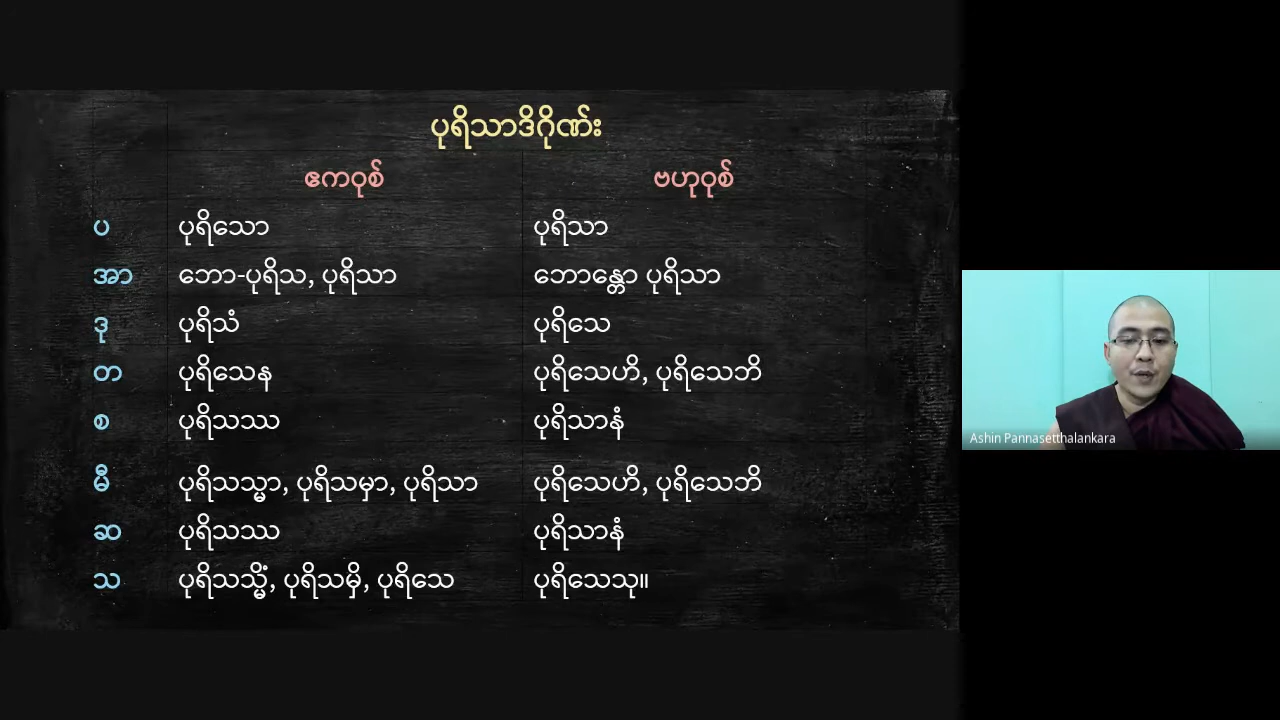 ပုရိသာဒိဂိုဏ်း
ဧကဝုစ် ဗဟုဝုစ်
ပ ပုရိသော ပုရိသာ
အာ ဘော-ပုရိသ, ပုရိသာ ဘောန္တော ပုရိသာ
ဒု ပုရိသံ ပုရိသေ
တ ပုရိသေန ပုရိသေဟိ, ပုရိသေဘိ
စ ပုရိသဿ ပုရိသာနံ
မီ ပုရိသသ္မာ, ပုရိသမှာ, ပုရိသာ ပုရိသေဟိ, ပုရိသေဘိ
ဆ ပုရိသဿ ပုရိသာနံ
သ ပုရိသသ္မိံ, ပုရိသမှိ, ပုရိသေ ပုရိသေသု။
Ashin Pannasetthalankara